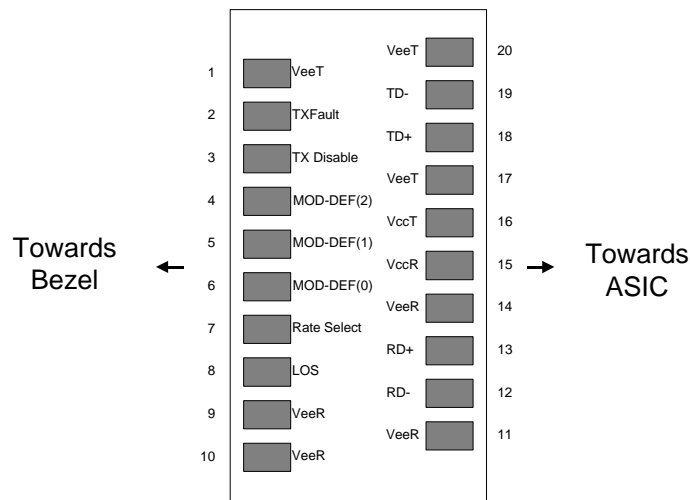 VeeT 20
1 VeeT
TD- 19
2 TXFault
TD+ 18
3 TX Disable
VeeT 17
4 MOD-DEF(2)
VccT 16
5 MOD-DEF(1)
VccR 15
6 MOD-DEF(0)
VeeR 14
7 Rate Select
RD+ 13
8 LOS
RD- 12
9 VeeR
VeeR 11
10 VeeR
Towards
Bezel
Towards
ASIC